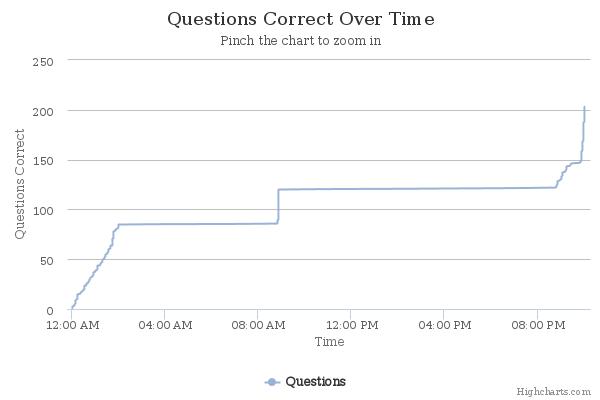 Questions Correct Over Time
Pinch the chart to zoom in
250
200
150
100
50
0
Questions Correct
12:00 AM 04:00 AM 08:00 AM 12:00 PM 04:00 PM 08:00 PM
Time
Questions
Highcharts.com